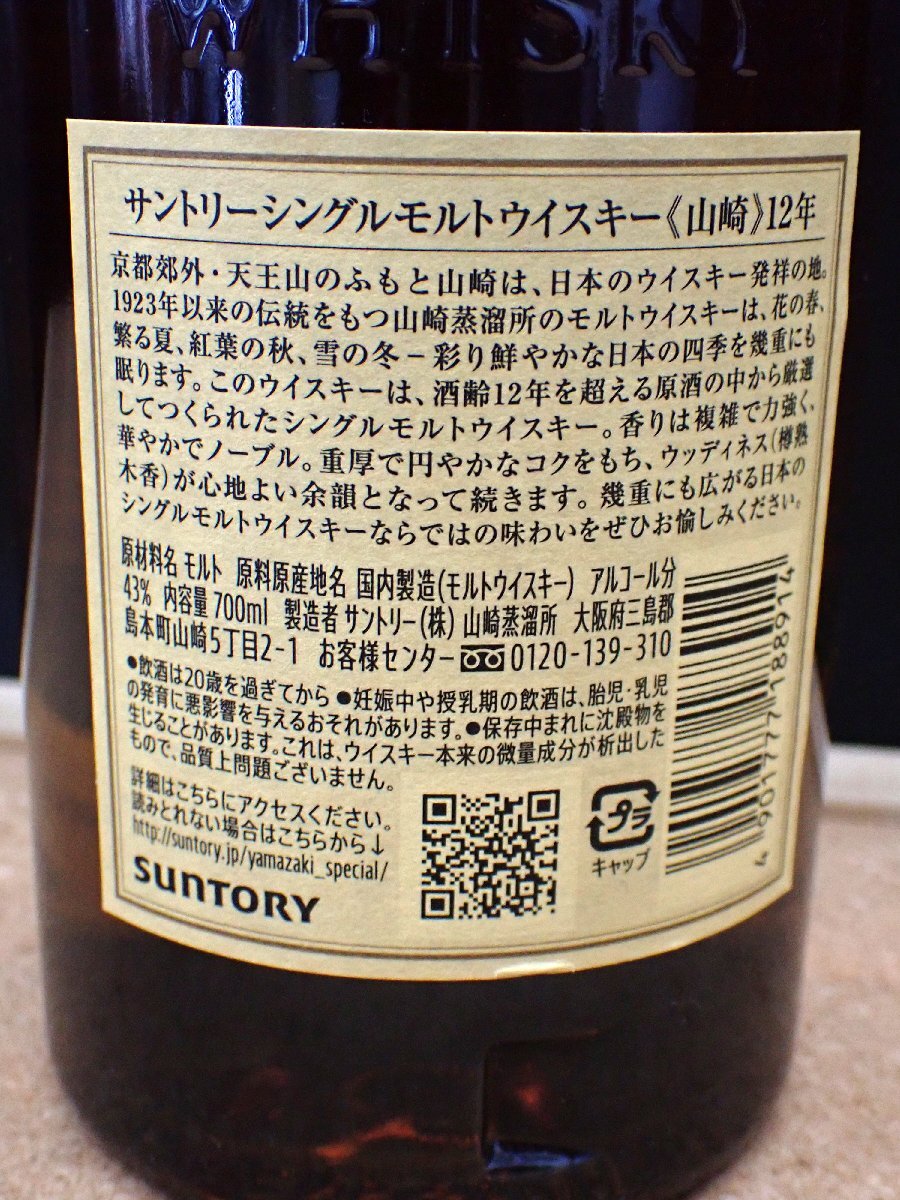 WHISKY
サントリーシングルモルトウイスキー《山崎》12年
京都郊外・天王山のふもと山崎は、日本のウイスキー発祥の地。
1923年以来の伝統をもつ山崎蒸溜所のモルトウイスキーは、花の春、
繁る夏、紅葉の秋、雪の冬－彩り鮮やかな日本の四季を幾重にも
眠ります。このウイスキーは、酒齢12年を超える原酒の中から厳選
してつくられたシングルモルトウイスキー。香りは複雑で力強く、
華やかでノーブル。重厚で円やかなコクをもち、ウッディネス(樽熟
木香)が心地よい余韻となって続きます。幾重にも広がる日本の
シングルモルトウイスキーならではの味わいをぜひお愉しみください。
原材料名 モルト 原料原産地名 国内製造(モルトウイスキー) アルコール分
43% 内容量 700ml 製造者 サントリー(株) 山崎蒸溜所 大阪府三島郡
島本町山崎5丁目2-1 お客様センター 0120-139-310
●飲酒は20歳を過ぎてから ●妊娠中や授乳期の飲酒は、胎児・乳児
の発育に悪影響を与えるおそれがあります。●保存中まれに沈殿物を
生じることがあります。これは、ウイスキー本来の微量成分が析出した
もので、品質上問題ございません。
詳細はこちらにアクセスください。
読みとれない場合はこちらから↓
http://suntory.jp/yamazaki_special/
SUNTORY
プラ
キャップ
4 901777 188914